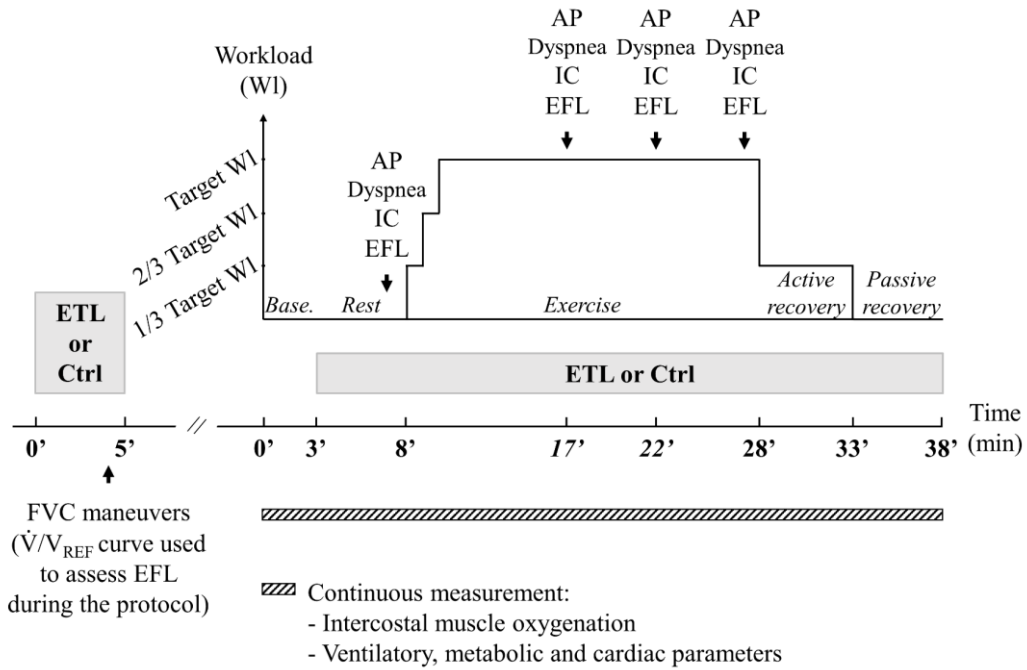 Workload
(Wl)
Target Wl
2/3 Target Wl
1/3 Target Wl
AP
Dyspnea
IC
EFL
AP
Dyspnea
IC
EFL
AP
Dyspnea
IC
EFL
AP
Dyspnea
IC
EFL
Base.
Rest
Exercise
Active
recovery
Passive
recovery
ETL
or
Ctrl
ETL or Ctrl
0’ 5’ // 0’ 3’ 8’ 17’ 22’ 28’ 33’ 38’
Time
(min)
FVC maneuvers
(V̇/VREF curve used
to assess EFL
during the protocol)
Continuous measurement:
- Intercostal muscle oxygenation
- Ventilatory, metabolic and cardiac parameters